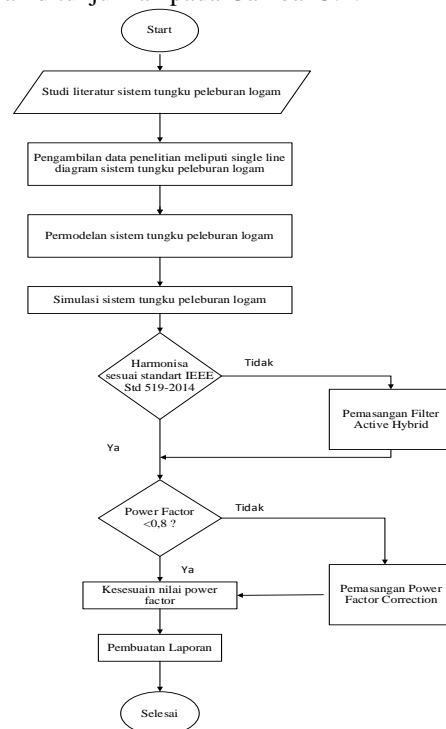 Start
Studi literatur sistem tungku peleburan logam
Pengambilan data penelitian meliputi single line
diagram sistem tungku peleburan logam
Permodelan sistem tungku peleburan logam
Simulasi sistem tungku peleburan logam
Harmonisa
sesuai standart IEEE
Std 519-2014
Tidak
Pemasangan Filter
Active Hybrid
Ya
Power Factor
<0,8 ?
Tidak
Ya
Kesesuain nilai power
factor
Pemasangan Power
Factor Correction
Pembuatan Laporan
Selesai